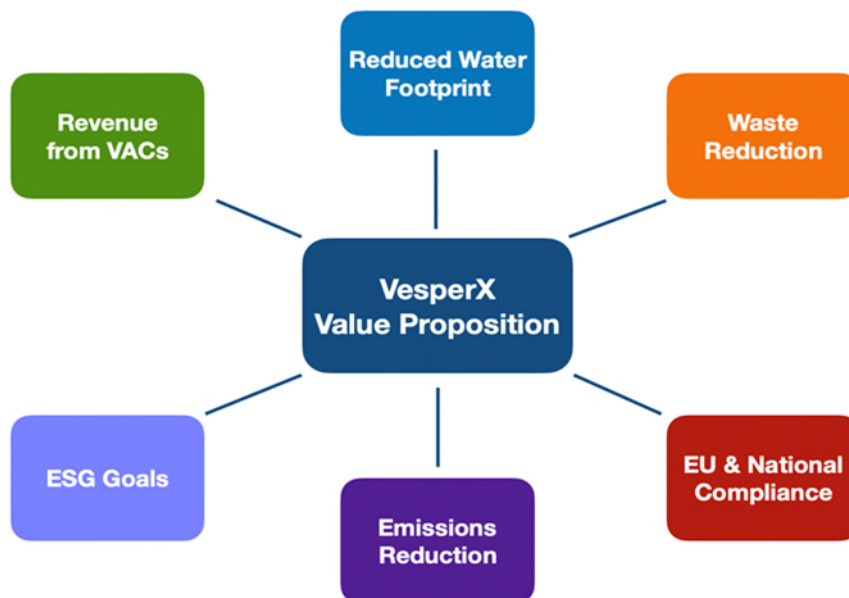 Reduced Water
Footprint
Revenue
from VACs
Waste
Reduction
VesperX
Value Proposition
ESG Goals
EU & National
Compliance
Emissions
Reduction